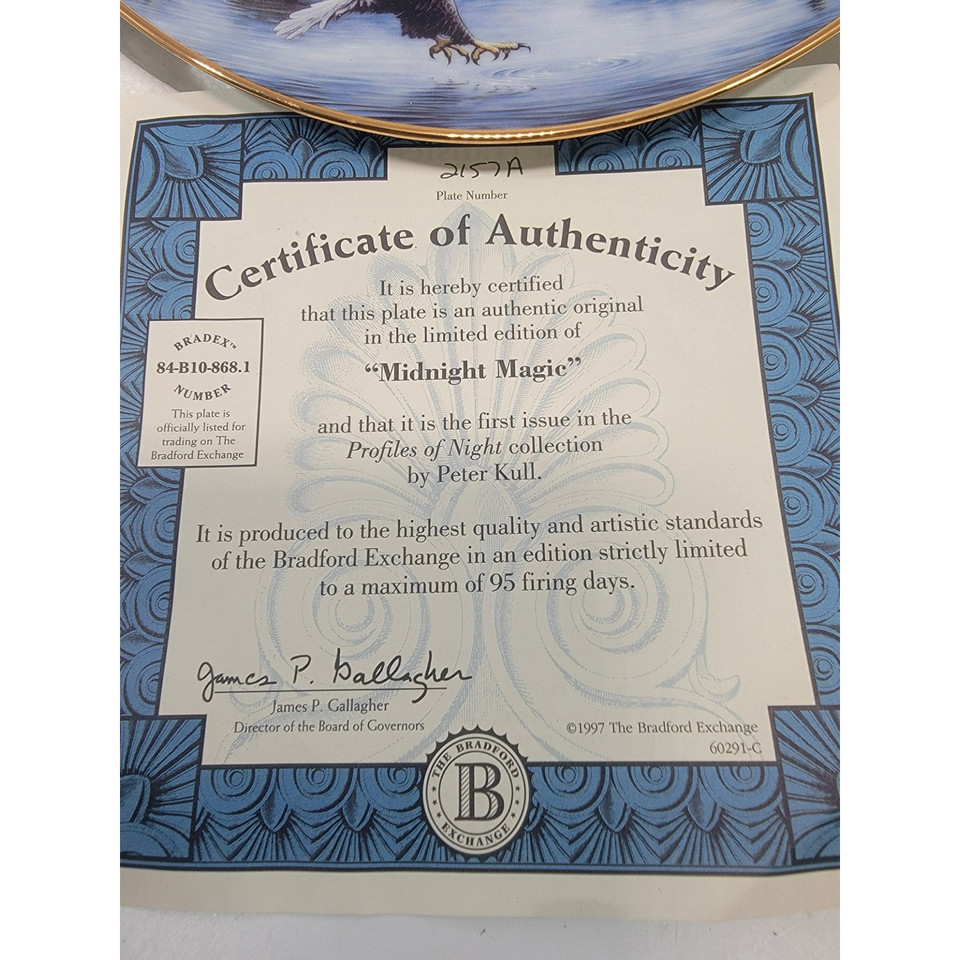 2157A
Plate Number
Certificate of Authenticity
It is hereby certified
that this plate is an authentic original
in the limited edition of
“Midnight Magic”
and that it is the first issue in the
Profiles of Night collection
by Peter Kull.
BRADEX™
84-B10-868.1
NUMBER
This plate is
officially listed for
trading on The
Bradford Exchange
It is produced to the highest quality and artistic standards
of the Bradford Exchange in an edition strictly limited
to a maximum of 95 firing days.
James P. Gallagher
James P. Gallagher
Director of the Board of Governors
©1997 The Bradford Exchange
60291-C
THE BRADFORD
B
EXCHANGE